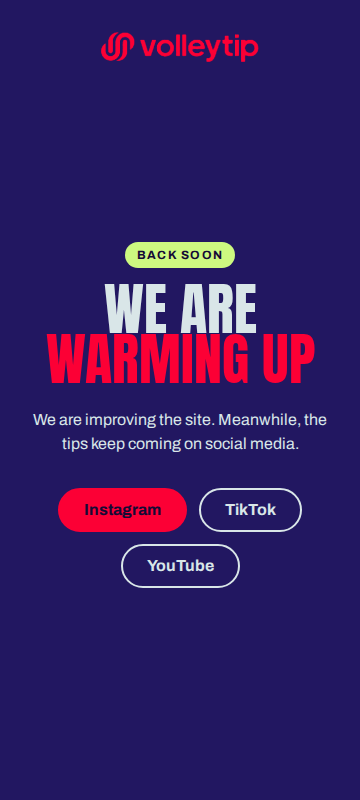 volleytip
BACK SOON
WE ARE
WARMING UP
We are improving the site. Meanwhile, the
tips keep coming on social media.
Instagram
TikTok
YouTube